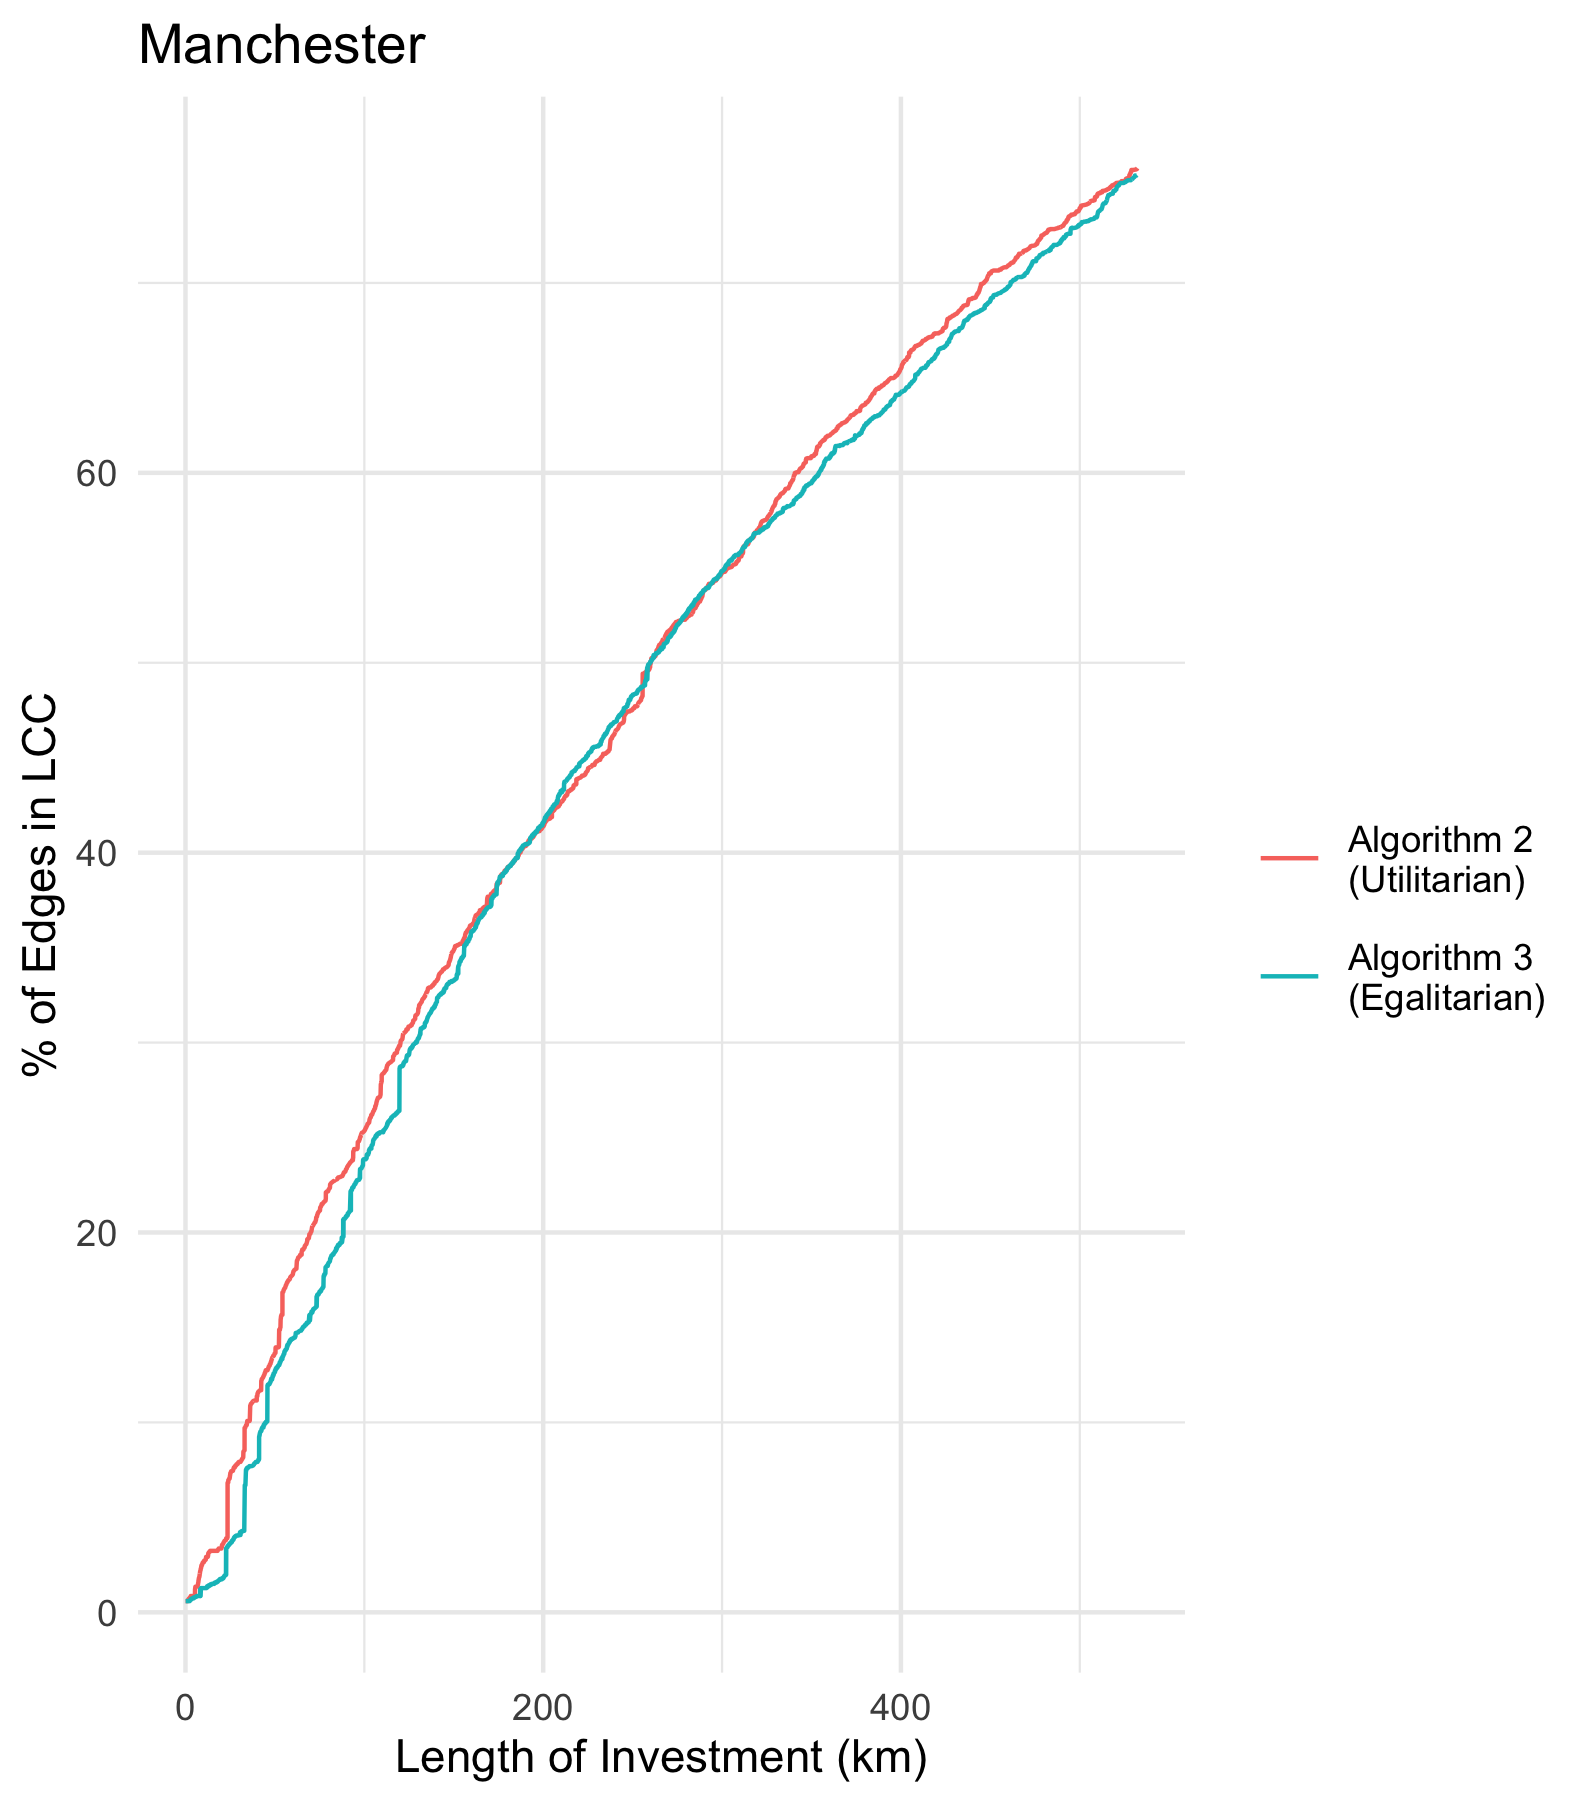 Manchester
% of Edges in LCC
60
40
20
0
0
200
400
Length of Investment (km)
Algorithm 2
(Utilitarian)
Algorithm 3
(Egalitarian)